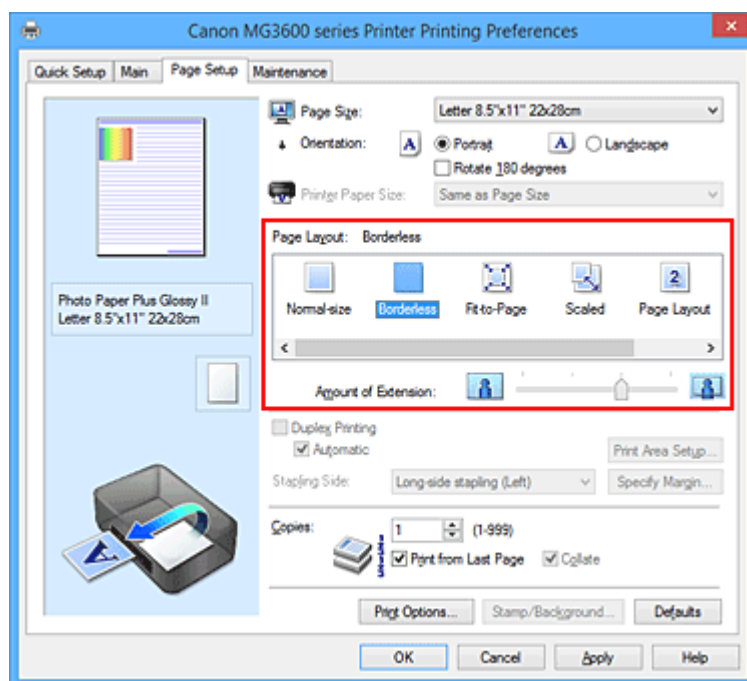 Canon MG3600 series Printer Printing Preferences
Quick Setup Main Page Setup Maintenance
Page Size: Letter 8.5"x11" 22x28cm
Orientation: A Portrait A Landscape
Rotate 180 degrees
Printer Paper Size: Same as Page Size
Page Layout: Borderless
2
Normal-size Borderless Fit-to-Page Scaled Page Layout
Photo Paper Plus Glossy II
Letter 8.5"x11" 22x28cm
Amount of Extension:
Duplex Printing
Automatic Print Area Setup...
Stapling Side: Long-side stapling (Left) Specify Margin...
Copies: 1 (1-999)
Print from Last Page Collate
A
Print Options... Stamp/Background... Defaults
OK Cancel Apply Help